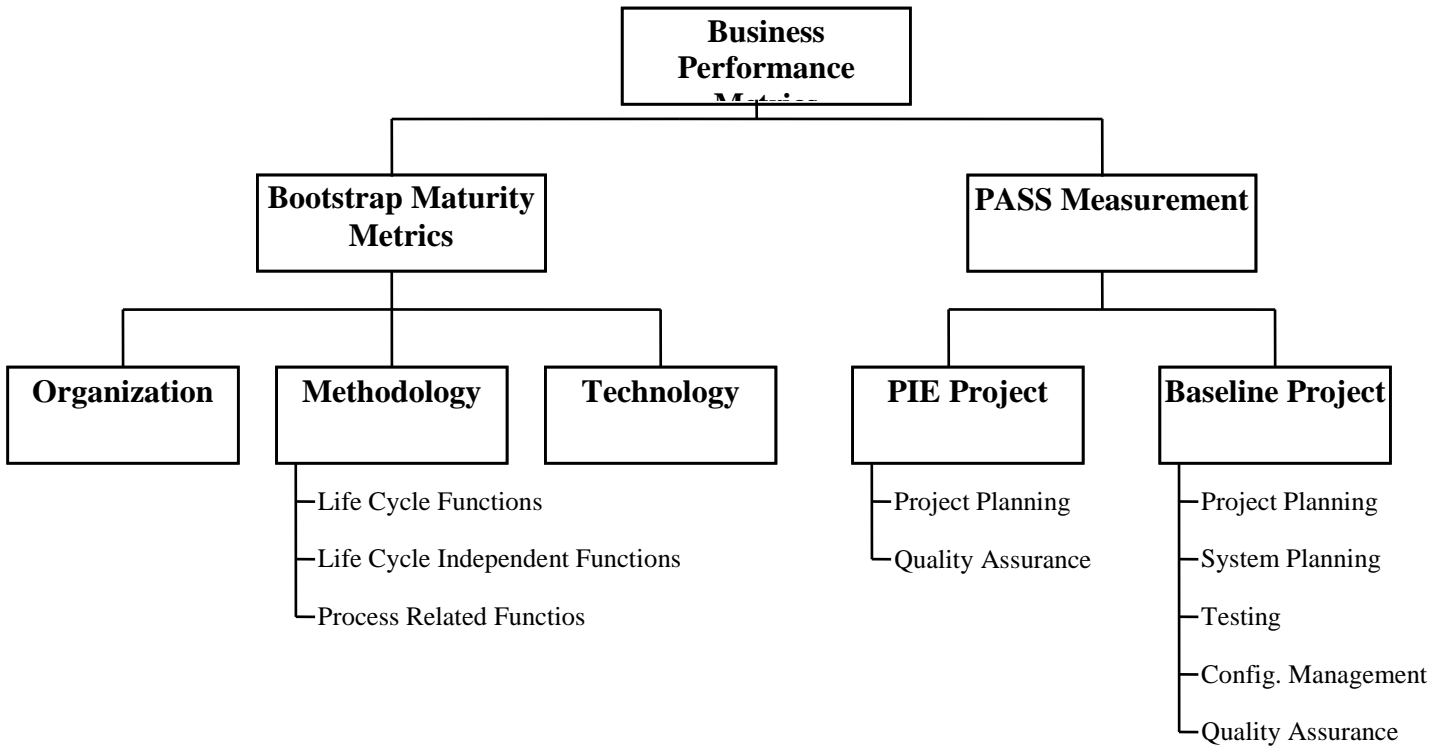 Business
Performance
Metrics
Bootstrap Maturity
Metrics
PASS Measurement
Organization
Methodology
Technology
PIE Project
Baseline Project
Life Cycle Functions
Life Cycle Independent Functions
Process Related Functios
Project Planning
Quality Assurance
Project Planning
System Planning
Testing
Config. Management
Quality Assurance